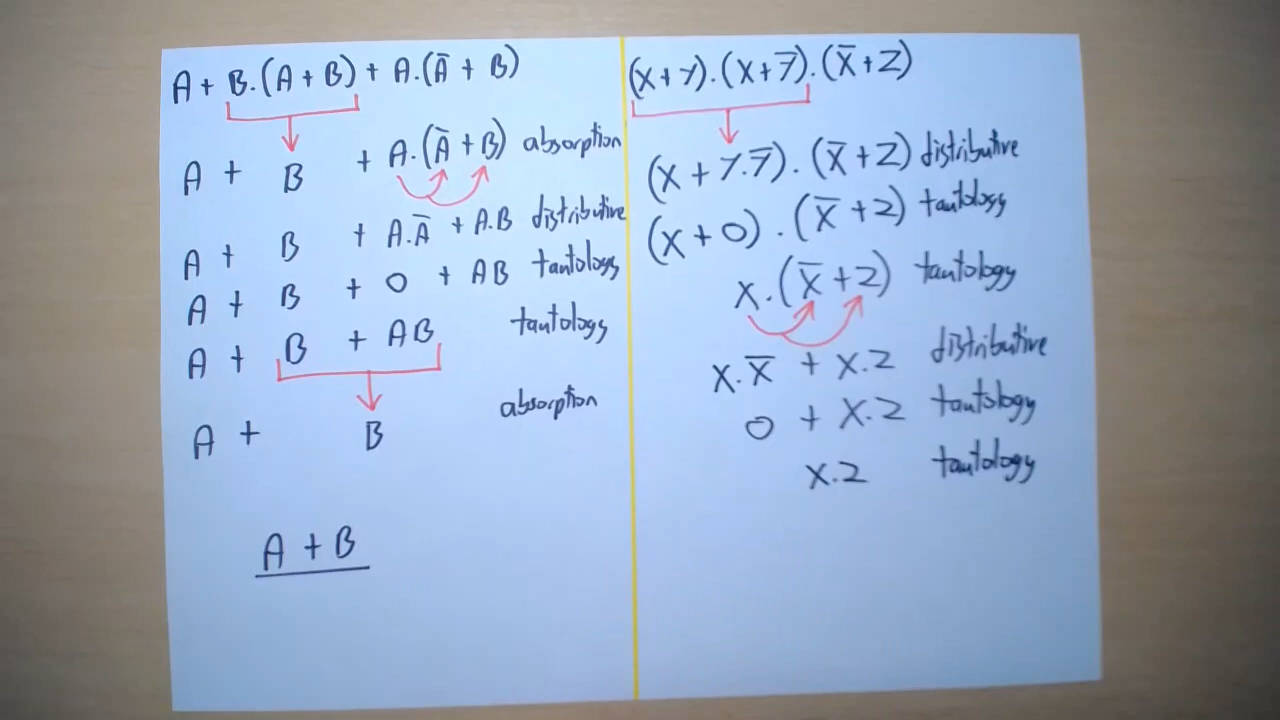 A + B.(A + B) + A.(Ā + B)
A + B + A.(Ā + B) absorption
A + B + A.Ā + A.B distributive
A + B + 0 + AB tautology
A + B + AB tautology
A + B absorption
A + B
(X + Y).(X + Y̅).(X̅ + Z)
(X + Y.Y̅).(X̅ + Z) distributive
(X + 0).(X̅ + Z) tautology
X.(X̅ + Z) tautology
X.X̅ + X.Z distributive
0 + X.Z tautology
X.Z tautology